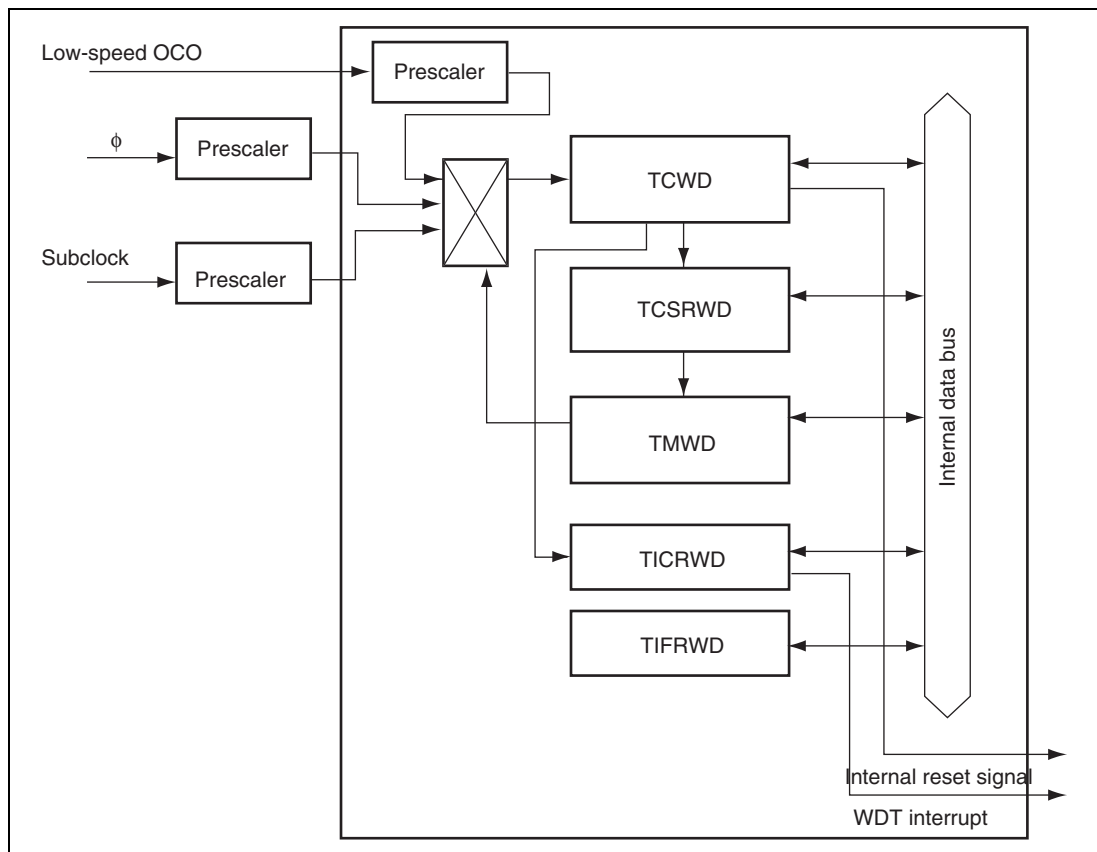 Low-speed OCO
Prescaler
ϕ
Prescaler
Subclock
Prescaler
TCWD
TCSRWD
TMWD
TICRWD
TIFRWD
Internal data bus
Internal reset signal
WDT interrupt